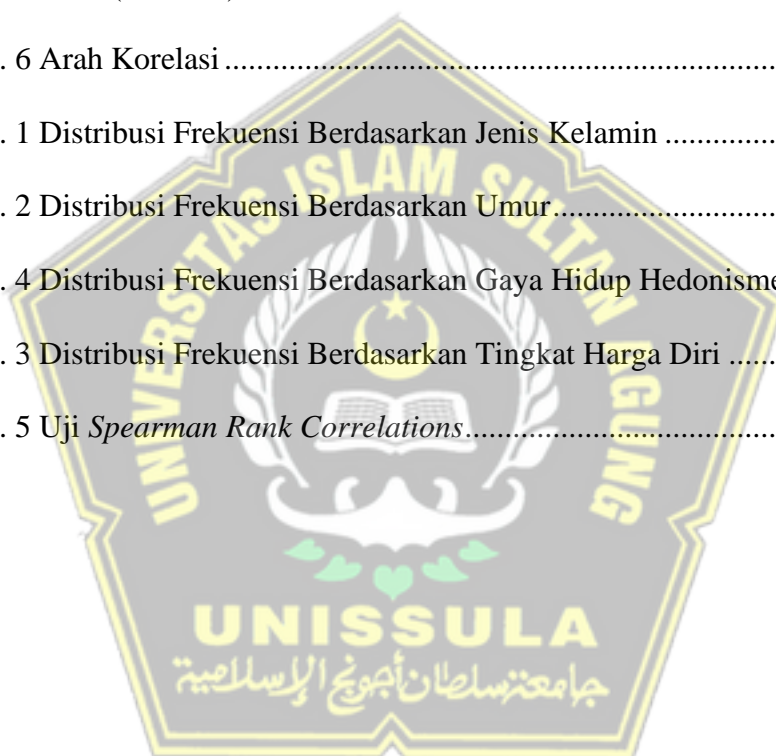 . 6 Arah Korelasi ........................................................................
. 1 Distribusi Frekuensi Berdasarkan Jenis Kelamin ..............
. 2 Distribusi Frekuensi Berdasarkan Umur............................
. 4 Distribusi Frekuensi Berdasarkan Gaya Hidup Hedonisme
. 3 Distribusi Frekuensi Berdasarkan Tingkat Harga Diri ......
. 5 Uji Spearman Rank Correlations.......................................
UNIVERSITAS ISLAM SULTAN AGUNG
UNISSULA
جامعة سلطان أجونج الإسلامية